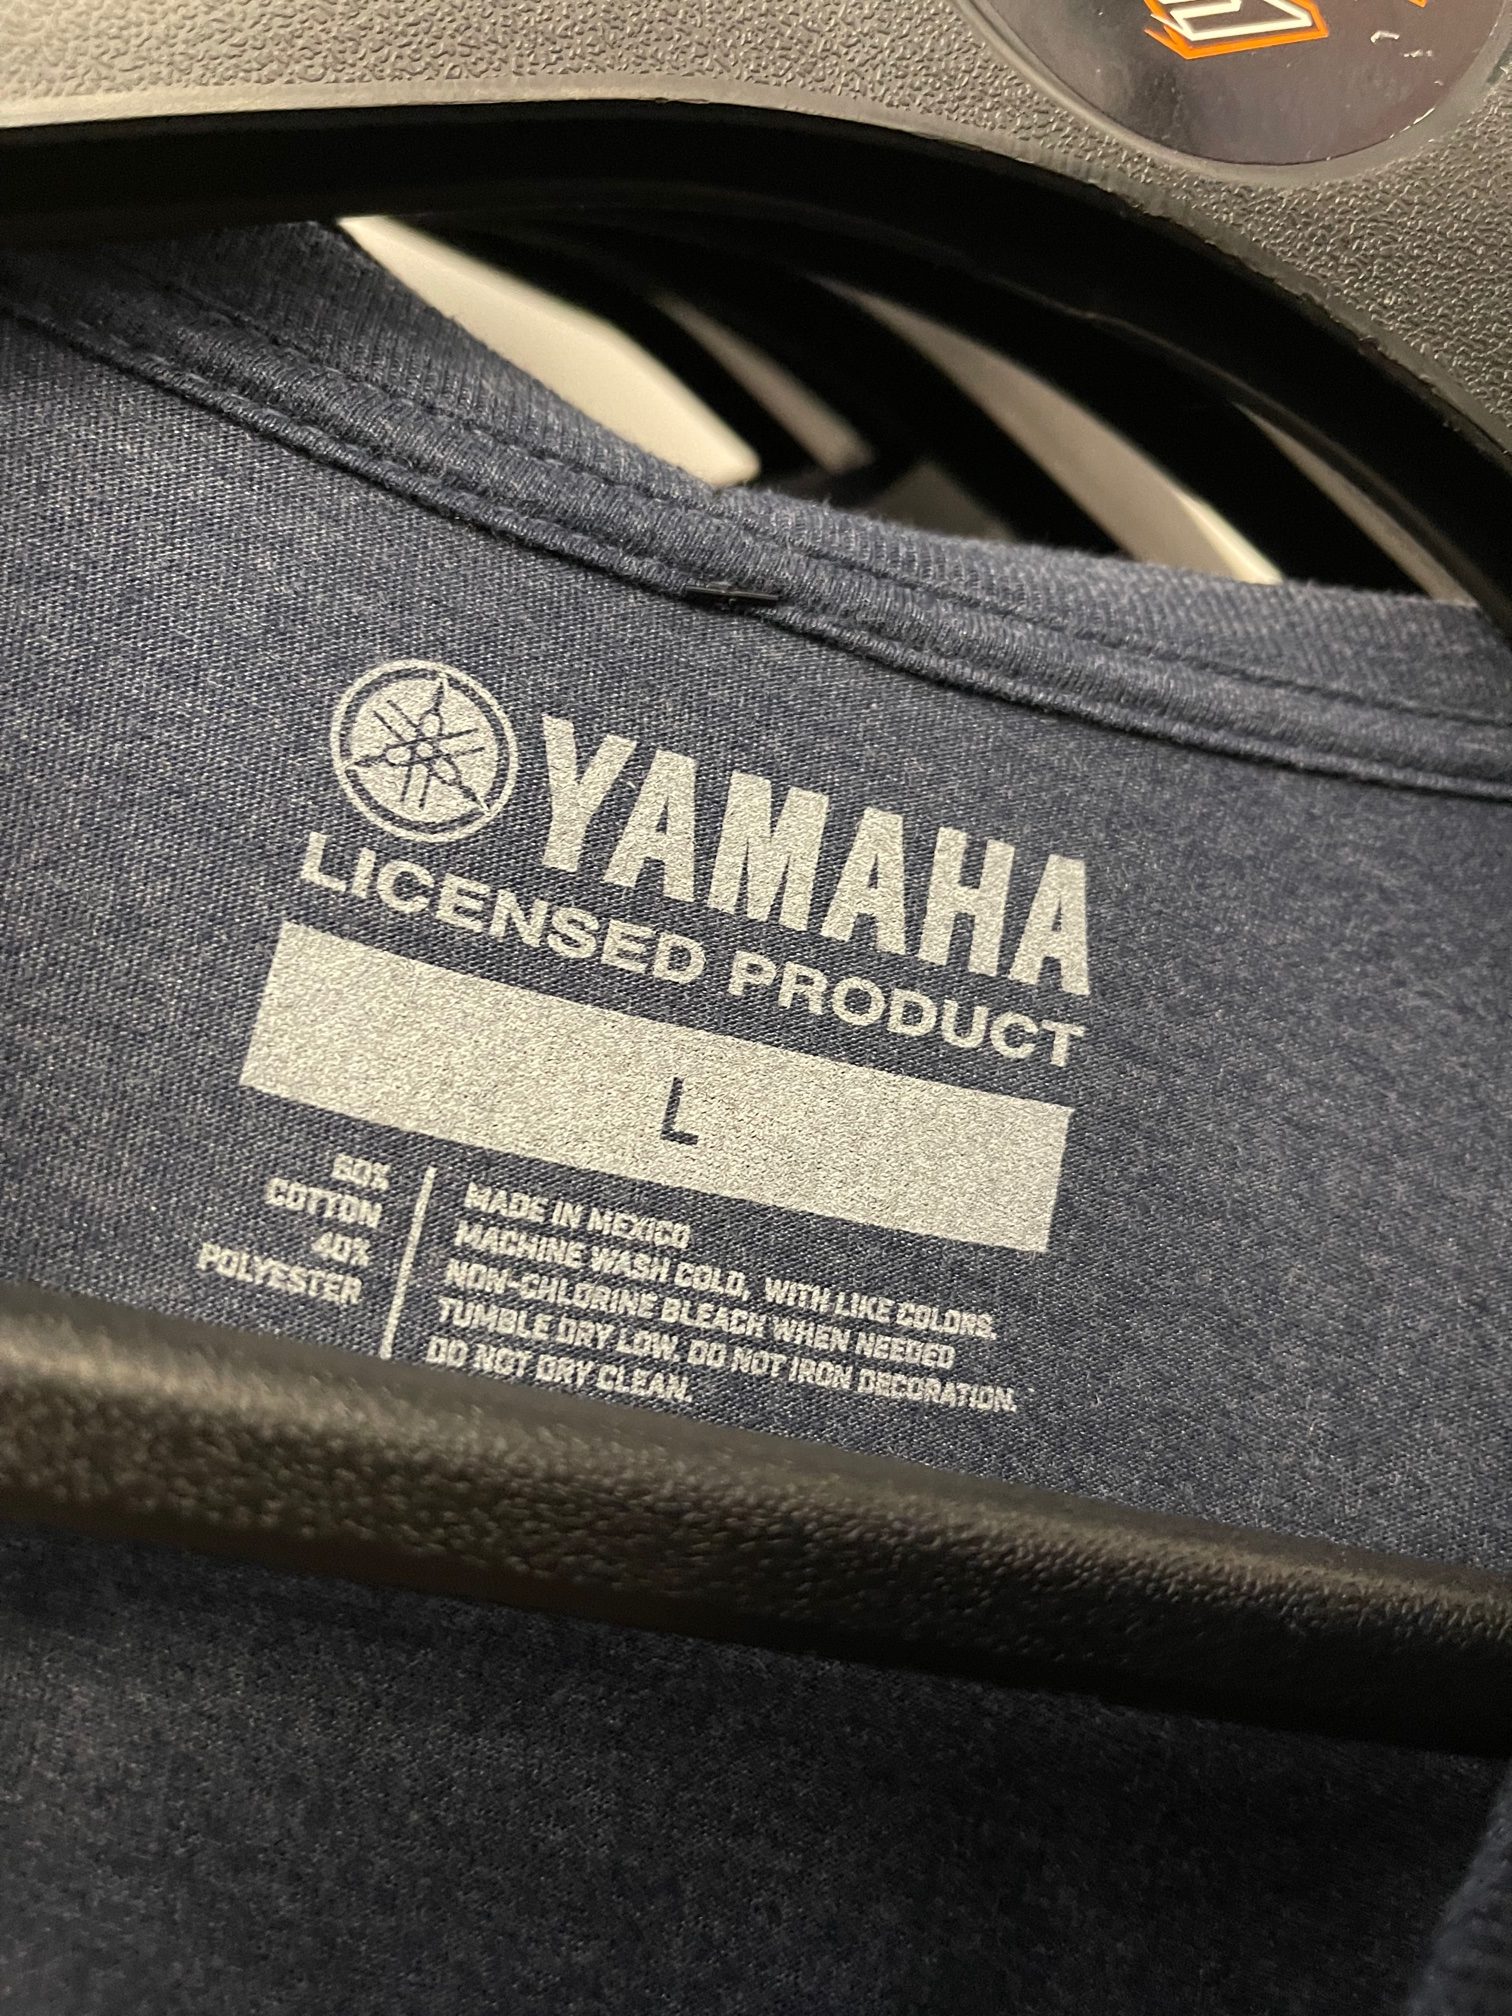 YAMAHA
LICENSED PRODUCT
L
60%
COTTON
40%
POLYESTER
MADE IN MEXICO
MACHINE WASH COLD, WITH LIKE COLORS.
NON-CHLORINE BLEACH WHEN NEEDED
TUMBLE DRY LOW. DO NOT IRON DECORATION.
DO NOT DRY CLEAN.